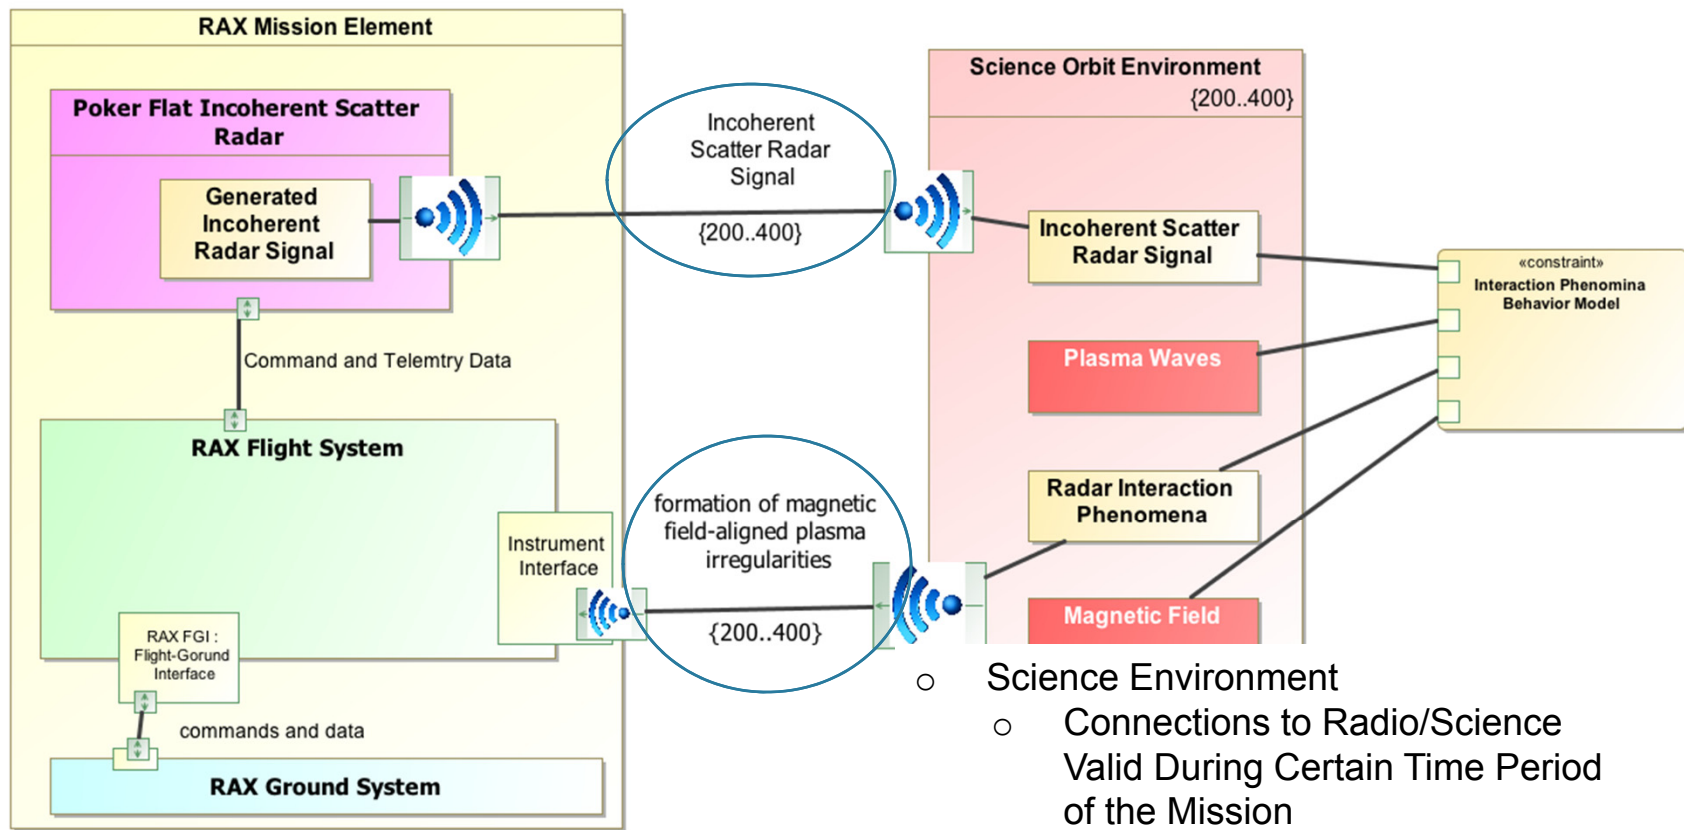 RAX Mission Element
Poker Flat Incoherent Scatter
Radar
Generated
Incoherent
Radar Signal
Command and Telemtry Data
RAX Flight System
Instrument
Interface
RAX FGI :
Flight-Gorund
Interface
commands and data
RAX Ground System
Incoherent
Scatter Radar
Signal
{200..400}
formation of magnetic
field-aligned plasma
irregularities
{200..400}
Science Orbit Environment
{200..400}
Incoherent Scatter
Radar Signal
Plasma Waves
Radar Interaction
Phenomena
Magnetic Field
«constraint»
Interaction Phenomina
Behavior Model
o Science Environment
o Connections to Radio/Science
Valid During Certain Time Period
of the Mission